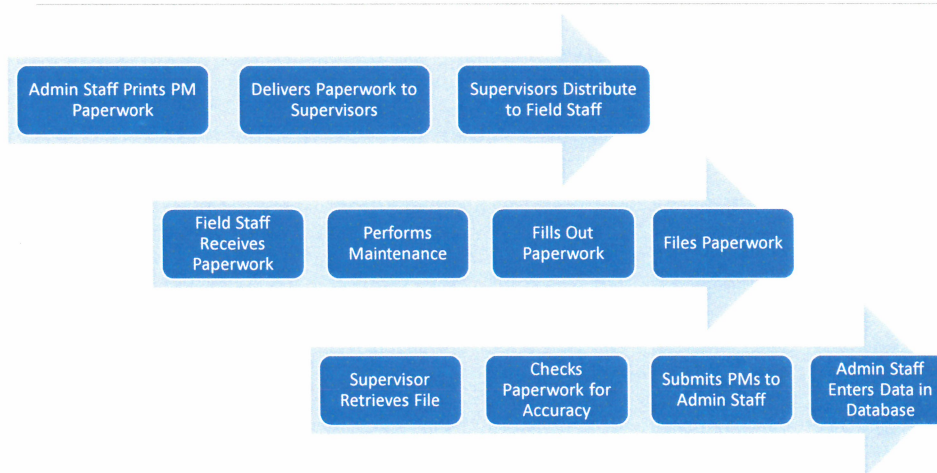 Admin Staff Prints PM
Paperwork
Delivers Paperwork to
Supervisors
Supervisors Distribute
to Field Staff
Field Staff
Receives
Paperwork
Performs
Maintenance
Fills Out
Paperwork
Files Paperwork
Supervisor
Retrieves File
Checks
Paperwork for
Accuracy
Submits PMs to
Admin Staff
Admin Staff
Enters Data in
Database